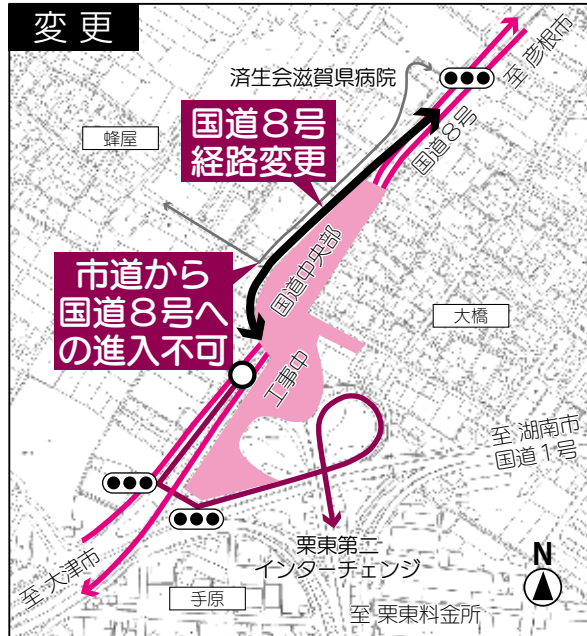 変更
済生会滋賀県病院
至 彦根市
国道8号
国道8号
経路変更
蜂屋
市道から
国道8号へ
の進入不可
国道中央部
工事中
大橋
至 湖南市
国道1号
栗東第二
インターチェンジ
N
至 大津市
手原
至 栗東料金所